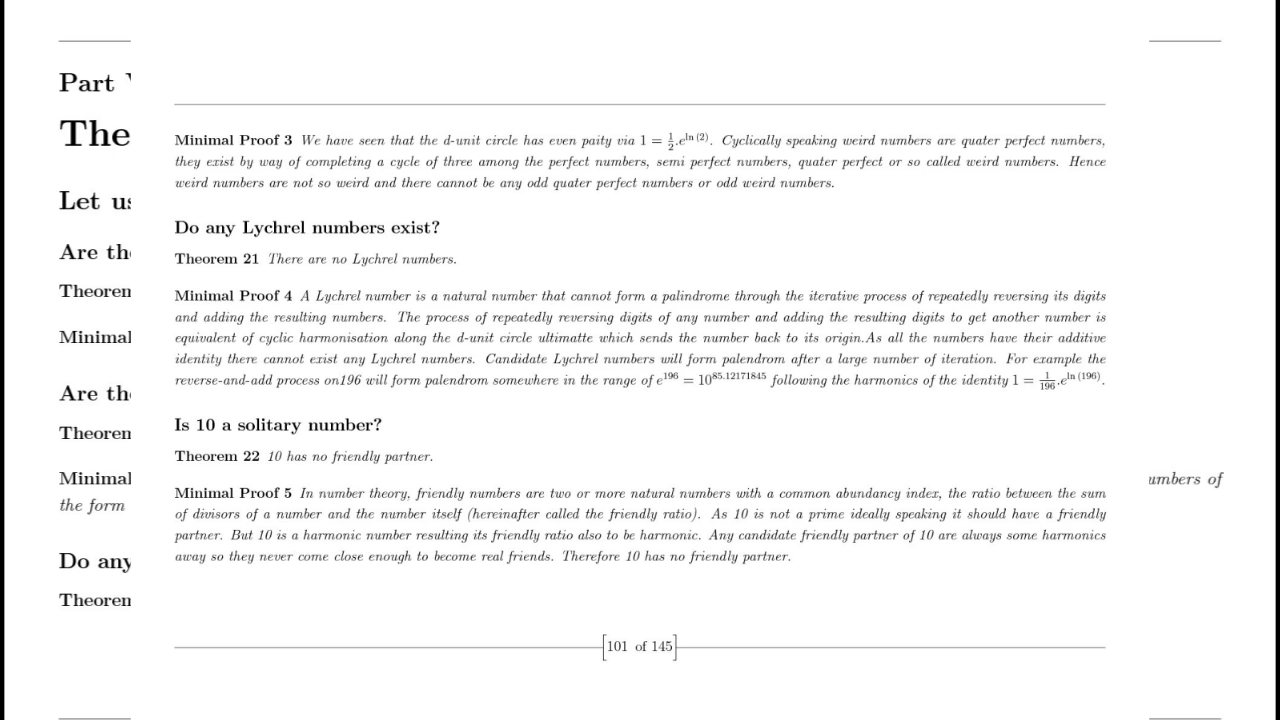 Part
The
Let us
Are the
Theorem
Minimal
Are the
Theorem
Minimal
the form
Do any
Theorem
umbers of
Minimal Proof 3 We have seen that the d-unit circle has even paity via 1 = 1/2.e^ln (2). Cyclically speaking weird numbers are quater perfect numbers,
they exist by way of completing a cycle of three among the perfect numbers, semi perfect numbers, quater perfect or so called weird numbers. Hence
weird numbers are not so weird and there cannot be any odd quater perfect numbers or odd weird numbers.
Do any Lychrel numbers exist?
Theorem 21 There are no Lychrel numbers.
Minimal Proof 4 A Lychrel number is a natural number that cannot form a palindrome through the iterative process of repeatedly reversing its digits
and adding the resulting numbers. The process of repeatedly reversing digits of any number and adding the resulting digits to get another number is
equivalent of cyclic harmonisation along the d-unit circle ultimatte which sends the number back to its origin.As all the numbers have their additive
identity there cannot exist any Lychrel numbers. Candidate Lychrel numbers will form palendrom after a large number of iteration. For example the
reverse-and-add process on196 will form palendrom somewhere in the range of e^196 = 10^85.12171845 following the harmonics of the identity 1 = 1/196.e^ln (196).
Is 10 a solitary number?
Theorem 22 10 has no friendly partner.
Minimal Proof 5 In number theory, friendly numbers are two or more natural numbers with a common abundancy index, the ratio between the sum
of divisors of a number and the number itself (hereinafter called the friendly ratio). As 10 is not a prime ideally speaking it should have a friendly
partner. But 10 is a harmonic number resulting its friendly ratio also to be harmonic. Any candidate friendly partner of 10 are always some harmonics
away so they never come close enough to become real friends. Therefore 10 has no friendly partner.
[101 of 145]